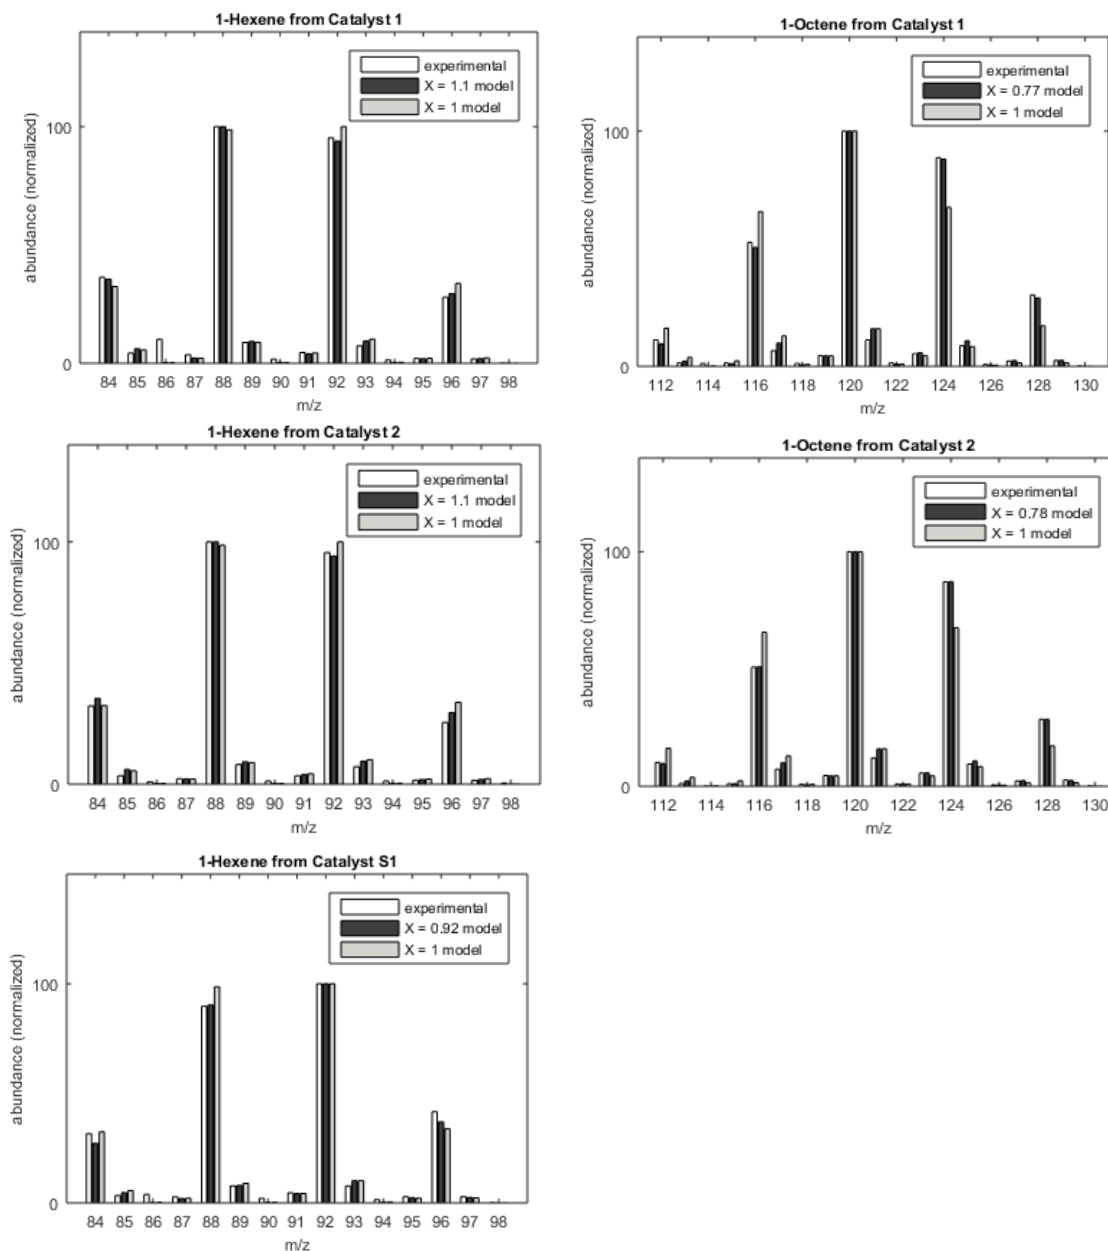 1-Hexene from Catalyst 1
experimental
X = 1.1 model
X = 1 model
abundance (normalized)
100
0
84 85 86 87 88 89 90 91 92 93 94 95 96 97 98
m/z
1-Octene from Catalyst 1
experimental
X = 0.77 model
X = 1 model
abundance (normalized)
100
0
112 114 116 118 120 122 124 126 128 130
m/z
1-Hexene from Catalyst 2
experimental
X = 1.1 model
X = 1 model
abundance (normalized)
100
0
84 85 86 87 88 89 90 91 92 93 94 95 96 97 98
m/z
1-Octene from Catalyst 2
experimental
X = 0.78 model
X = 1 model
abundance (normalized)
100
0
112 114 116 118 120 122 124 126 128 130
m/z
1-Hexene from Catalyst S1
experimental
X = 0.92 model
X = 1 model
abundance (normalized)
100
0
84 85 86 87 88 89 90 91 92 93 94 95 96 97 98
m/z